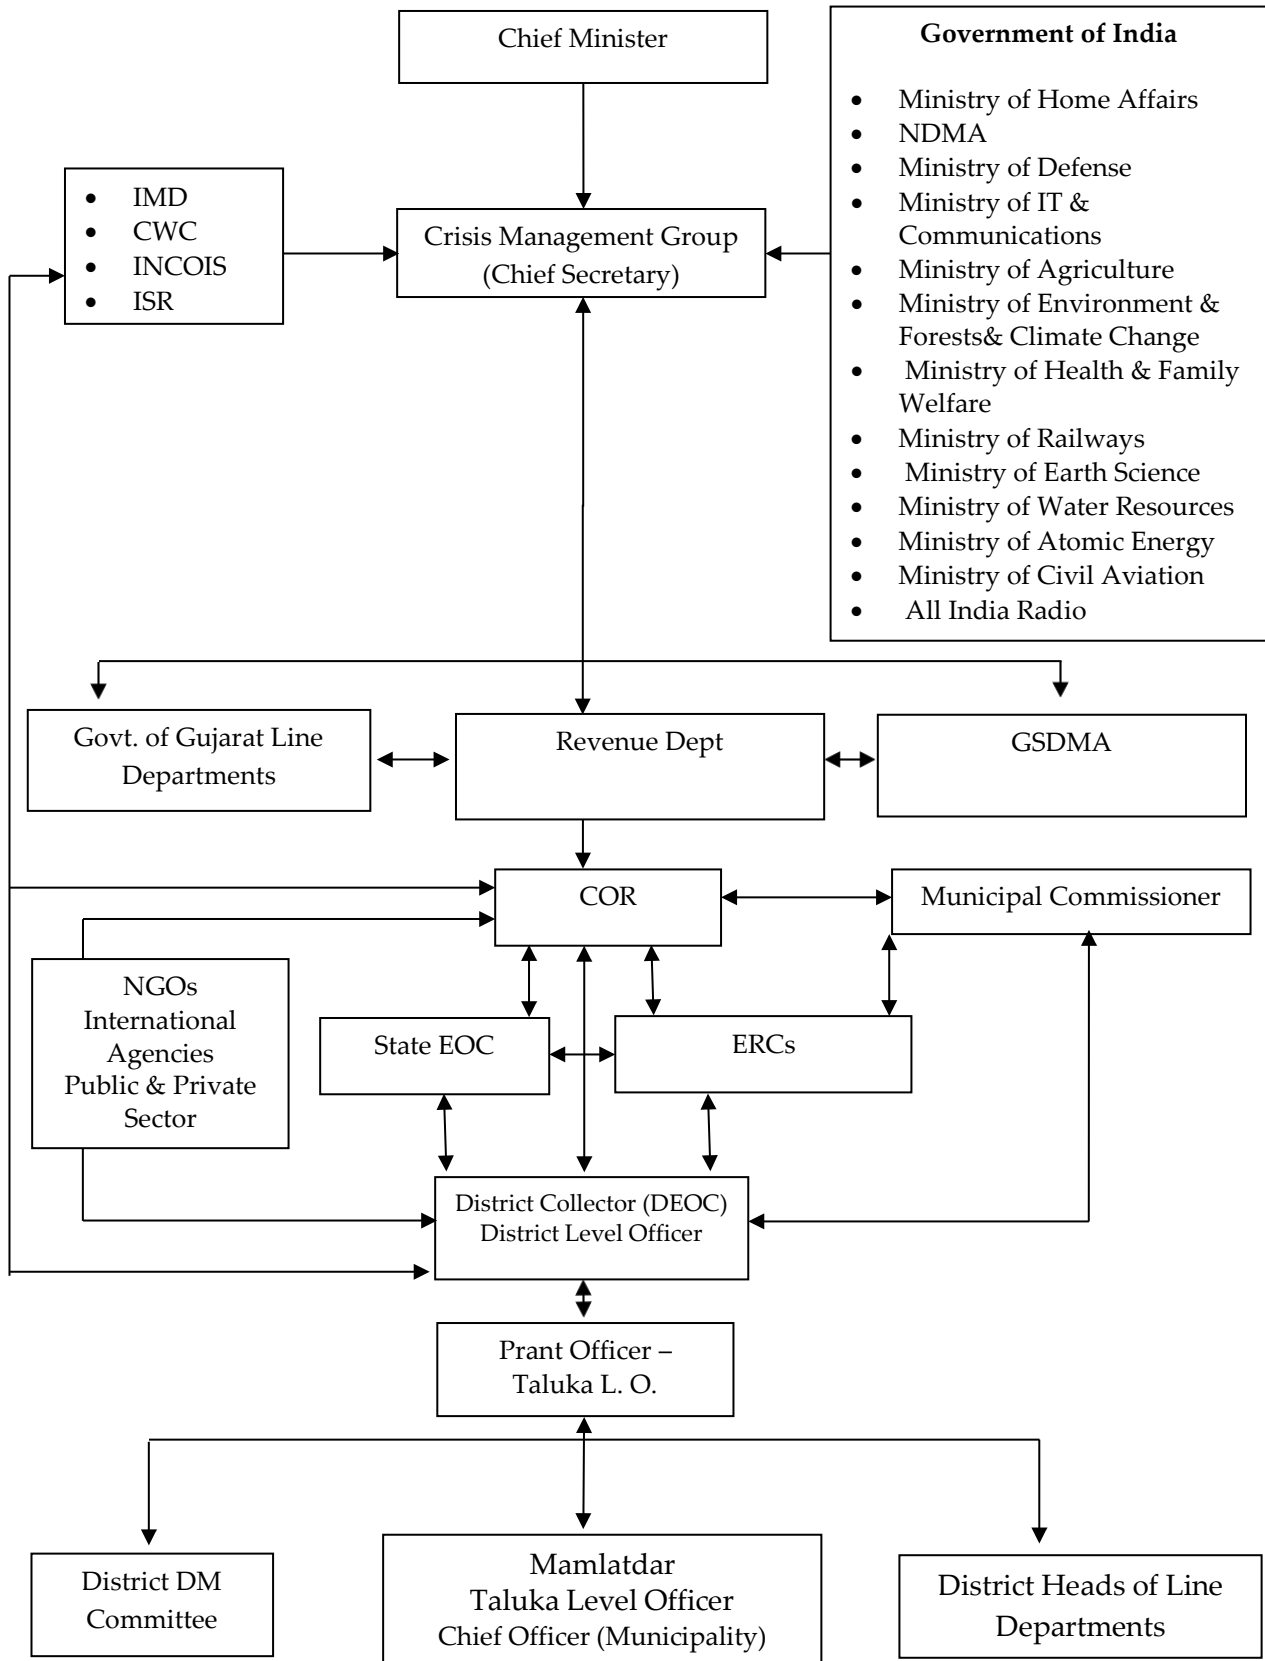 Chief Minister
Government of India
• Ministry of Home Affairs
• NDMA
• Ministry of Defense
• Ministry of IT &
Communications
• Ministry of Agriculture
• Ministry of Environment &
Forests& Climate Change
• Ministry of Health & Family
Welfare
• Ministry of Railways
• Ministry of Earth Science
• Ministry of Water Resources
• Ministry of Atomic Energy
• Ministry of Civil Aviation
• All India Radio
• IMD
• CWC
• INCOIS
• ISR
Crisis Management Group
(Chief Secretary)
Govt. of Gujarat Line
Departments
Revenue Dept
GSDMA
COR
Municipal Commissioner
NGOs
International
Agencies
Public & Private
Sector
State EOC
ERCs
District Collector (DEOC)
District Level Officer
Prant Officer –
Taluka L. O.
District DM
Committee
Mamlatdar
Taluka Level Officer
Chief Officer (Municipality)
District Heads of Line
Departments